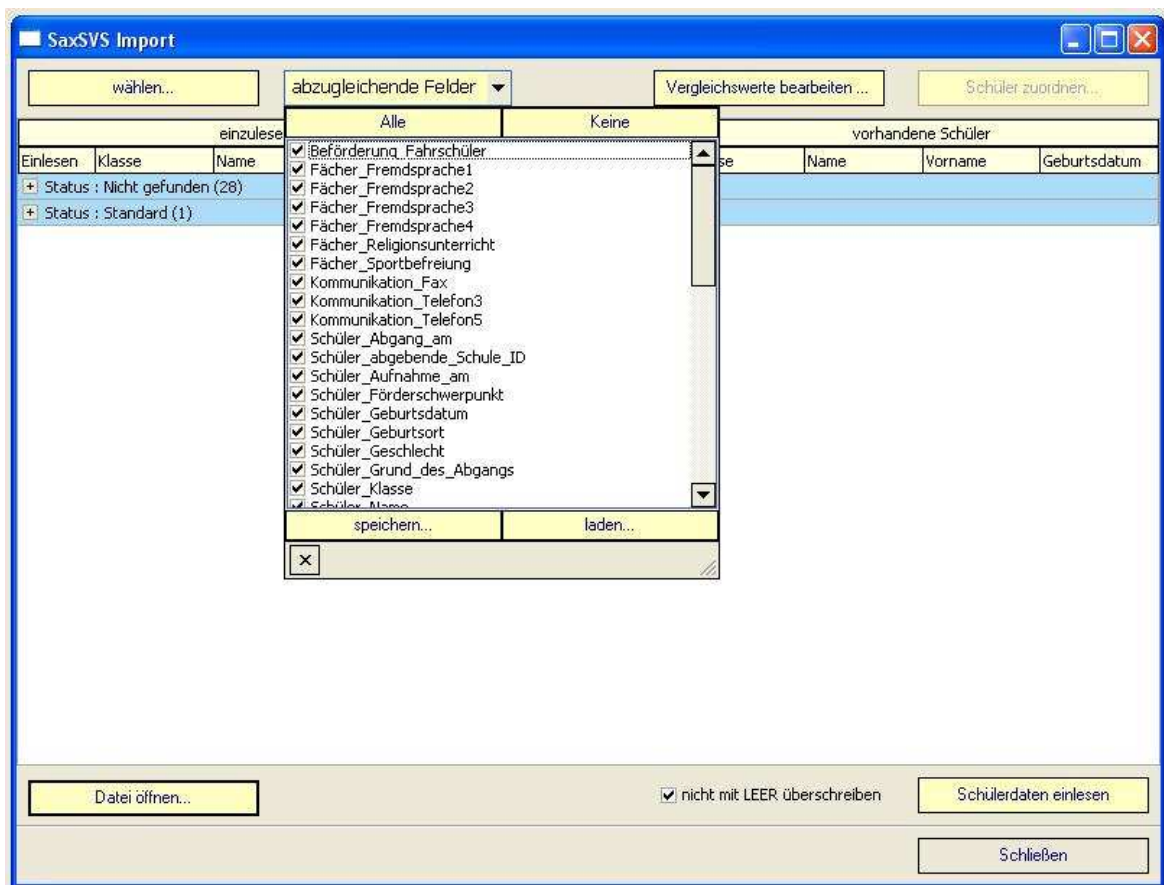 SaxSVS Import
wählen... abzugleichende Felder Vergleichswerte bearbeiten ... Schüler zuordnen...
Alle Keine
einzulese vorhandene Schüler
Einlesen Klasse Name se Name Vorname Geburtsdatum
Status : Nicht gefunden (28)
Status : Standard (1)
Beförderung_Fahrschüler
Fächer_Fremdsprache1
Fächer_Fremdsprache2
Fächer_Fremdsprache3
Fächer_Fremdsprache4
Fächer_Religionsunterricht
Fächer_Sportbefreiung
Kommunikation_Fax
Kommunikation_Telefon3
Kommunikation_Telefon5
Schüler_Abgang_am
Schüler_abgebende_Schule_ID
Schüler_Aufnahme_am
Schüler_Förderschwerpunkt
Schüler_Geburtsdatum
Schüler_Geburtsort
Schüler_Geschlecht
Schüler_Grund_des_Abgangs
Schüler_Klasse
Schüler_Name
speichern... laden...
Datei öffnen... nicht mit LEER überschreiben Schülerdaten einlesen
Schließen